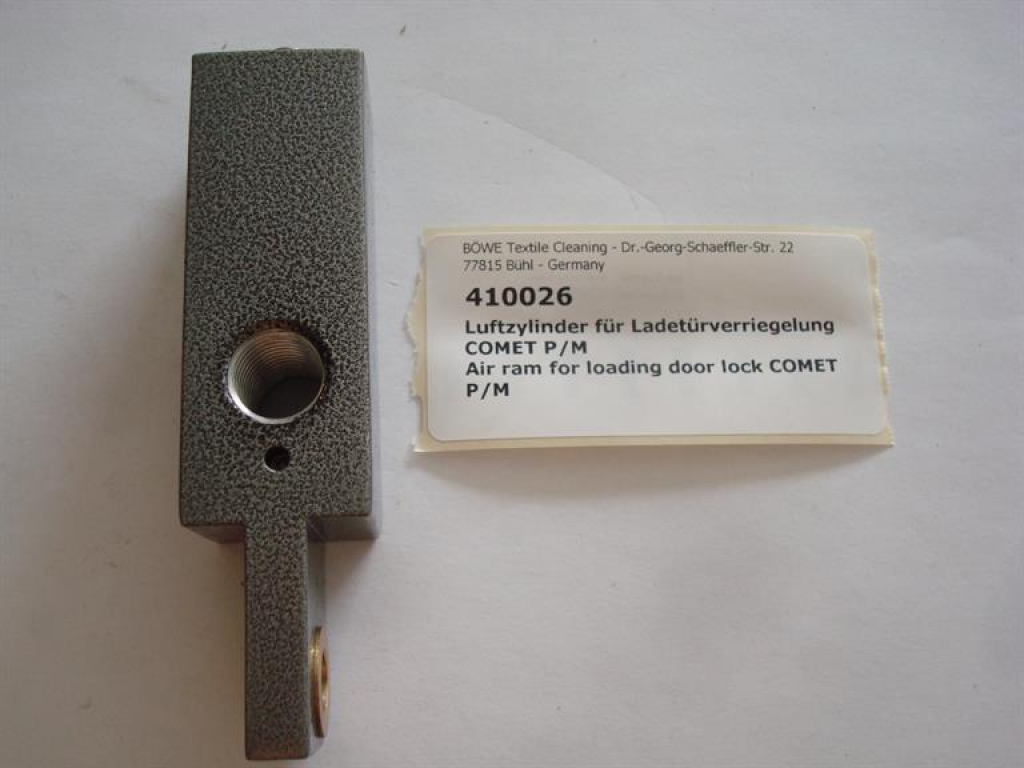 BÖWE Textile Cleaning - Dr.-Georg-Schaeffler-Str. 22
77815 Bühl - Germany
410026
Luftzylinder für Ladetürverriegelung
COMET P/M
Air ram for loading door lock COMET
P/M